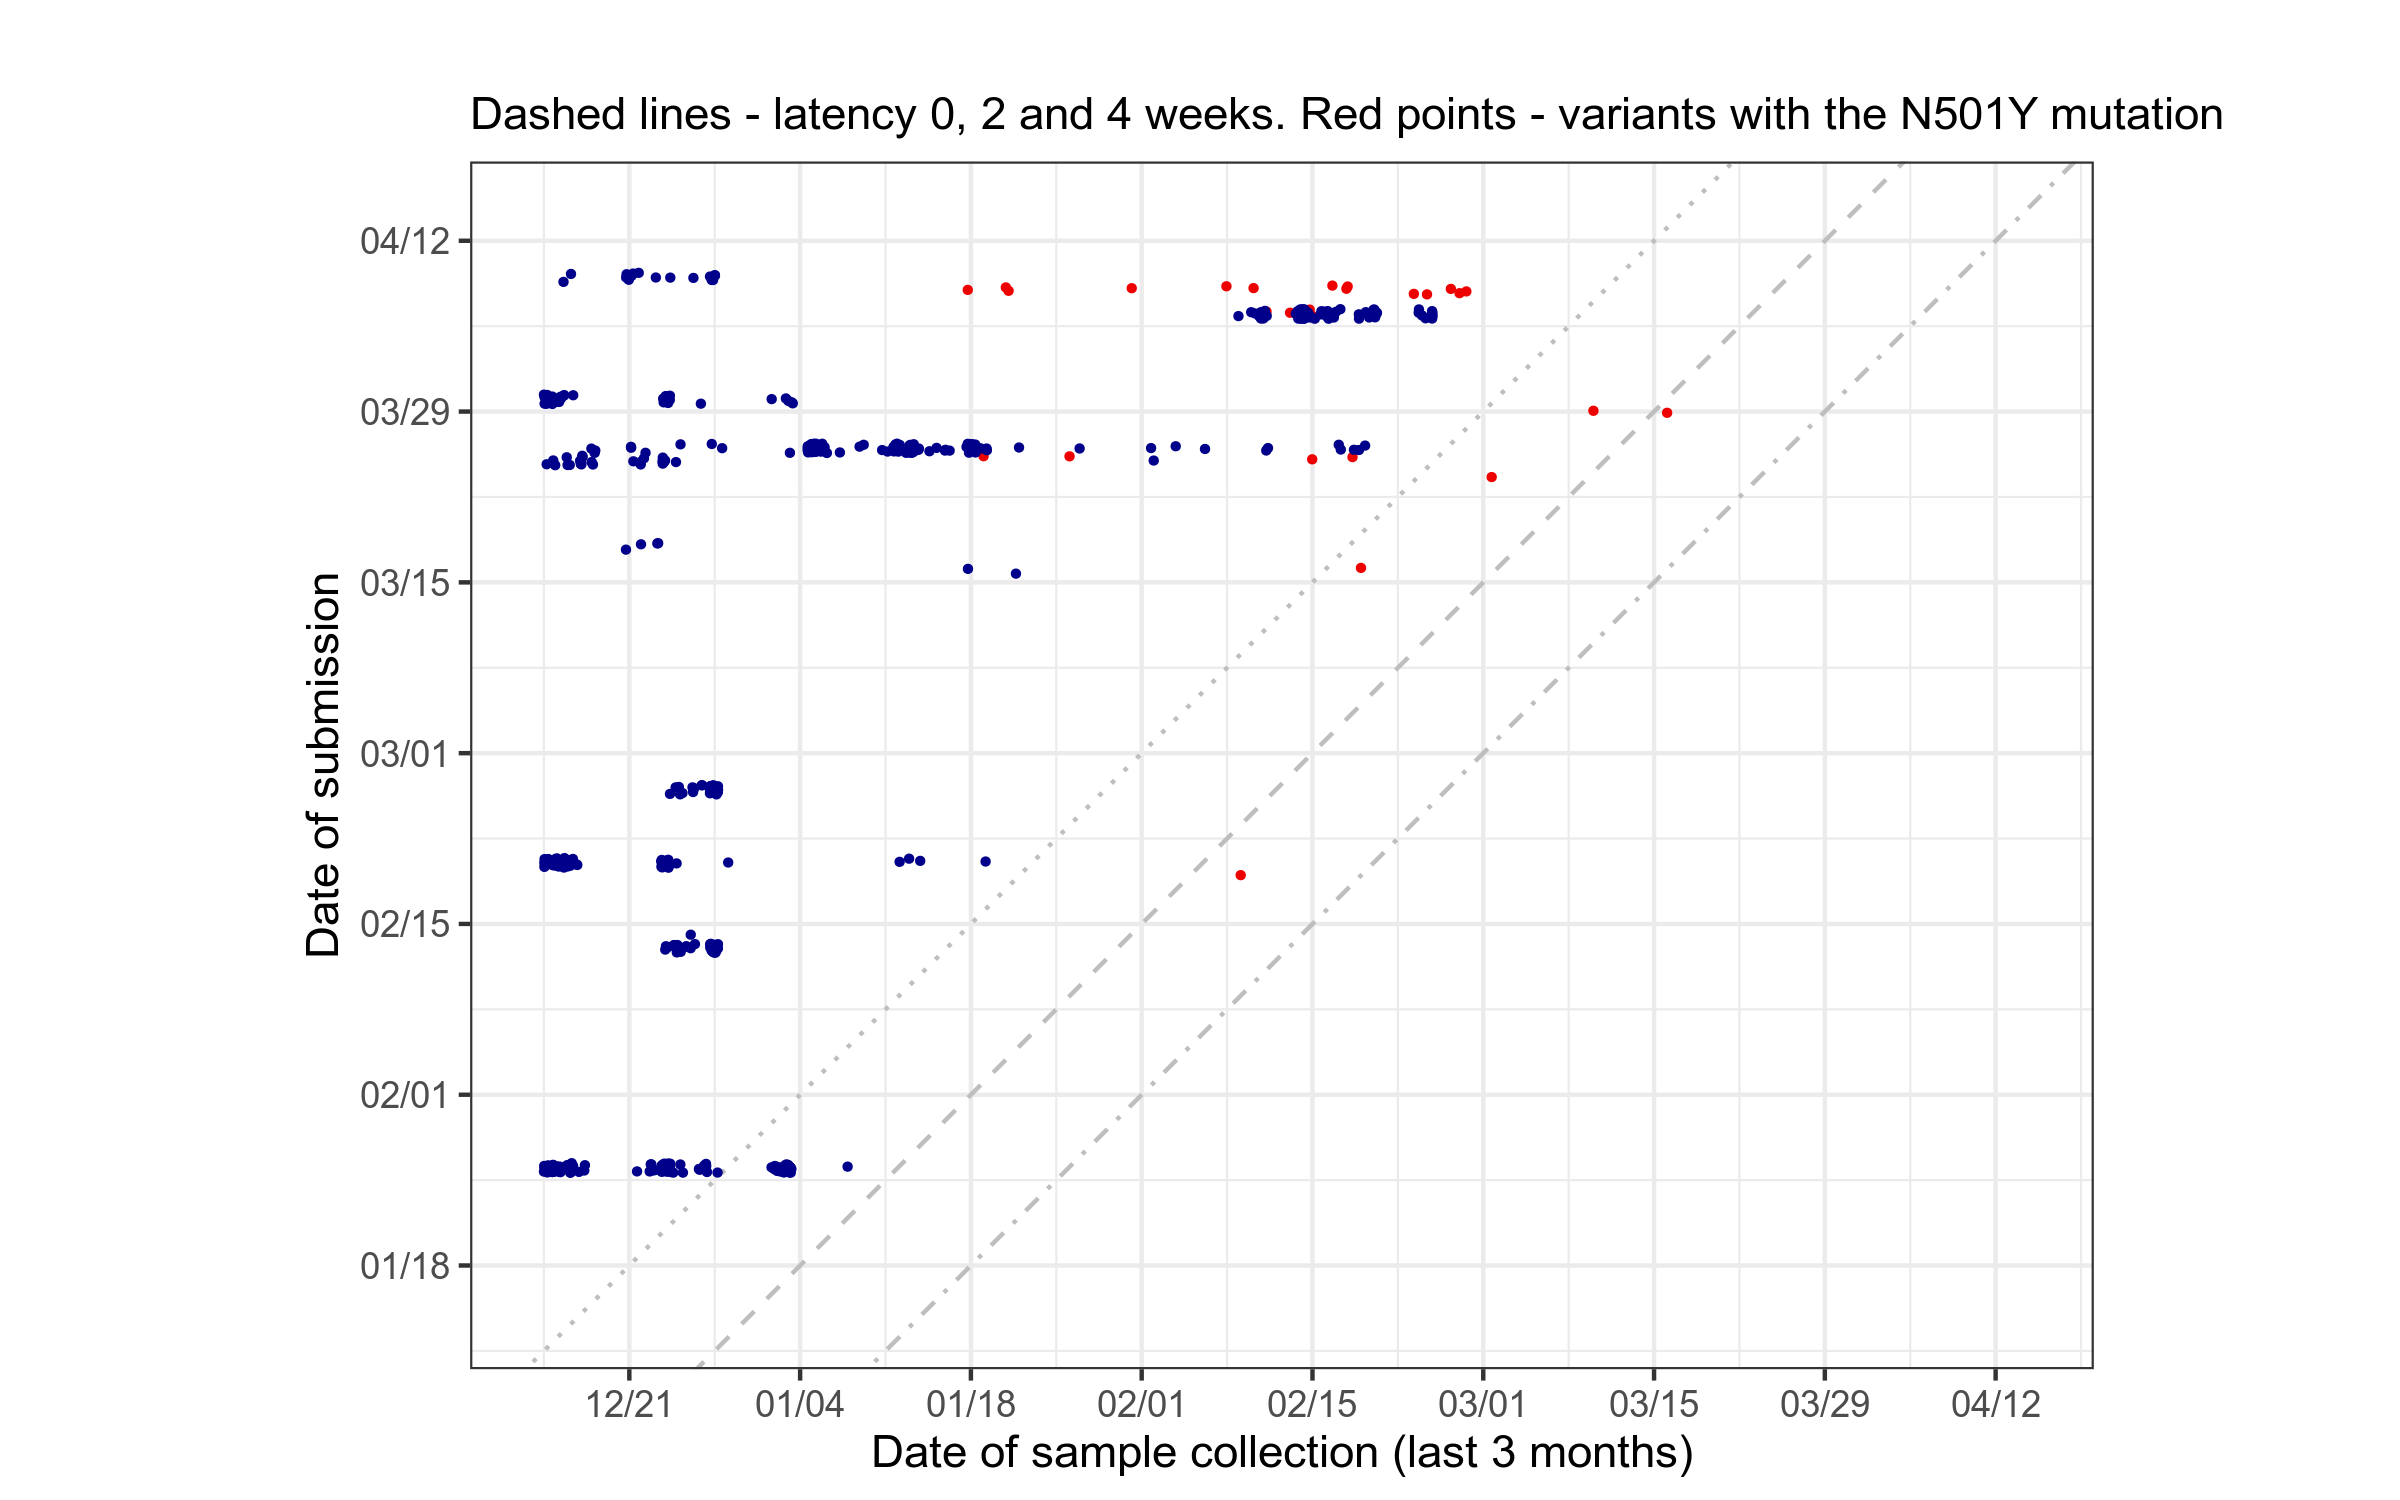 Dashed lines - latency 0, 2 and 4 weeks. Red points - variants with the N501Y mutation
04/12
03/29
03/15
03/01
02/15
02/01
01/18
Date of submission
12/21 01/04 01/18 02/01 02/15 03/01 03/15 03/29 04/12
Date of sample collection (last 3 months)